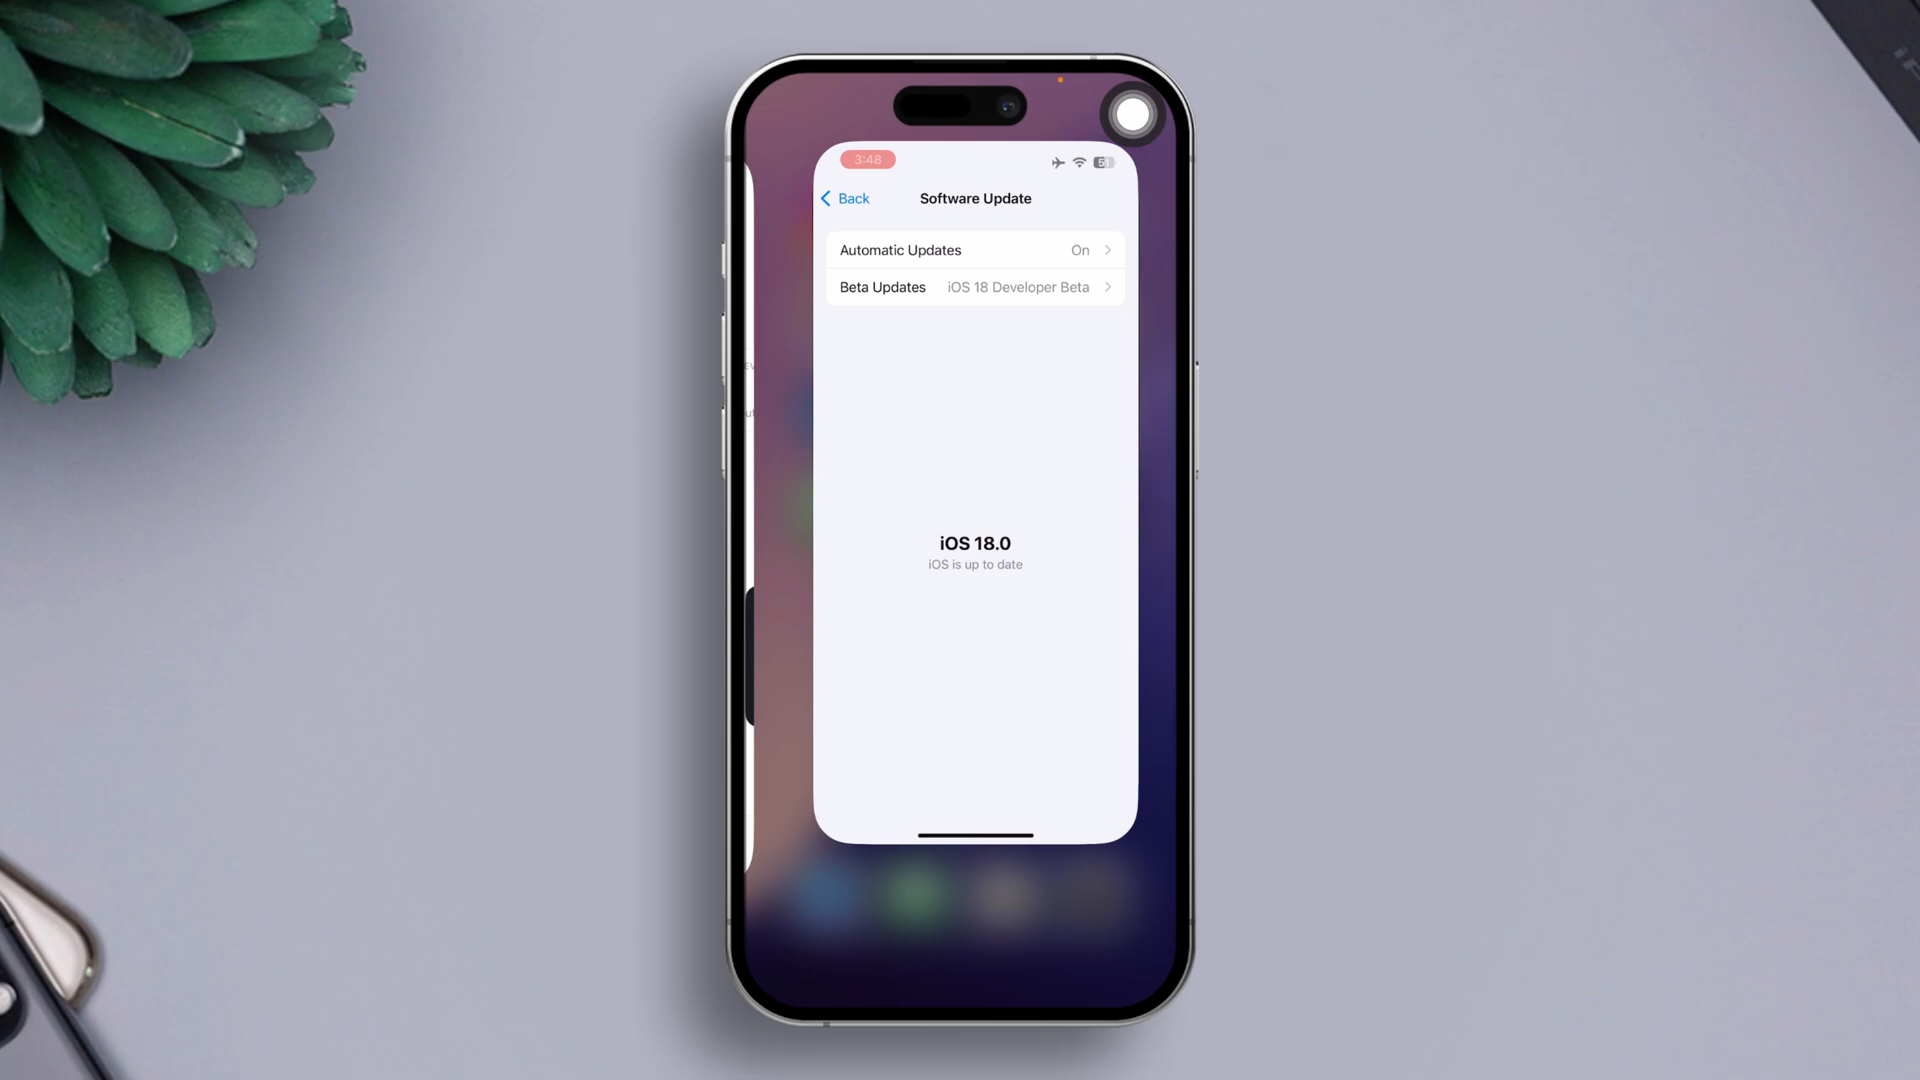 3:48
51
Back
Software Update
Automatic Updates On
Beta Updates iOS 18 Developer Beta
iOS 18.0
iOS is up to date